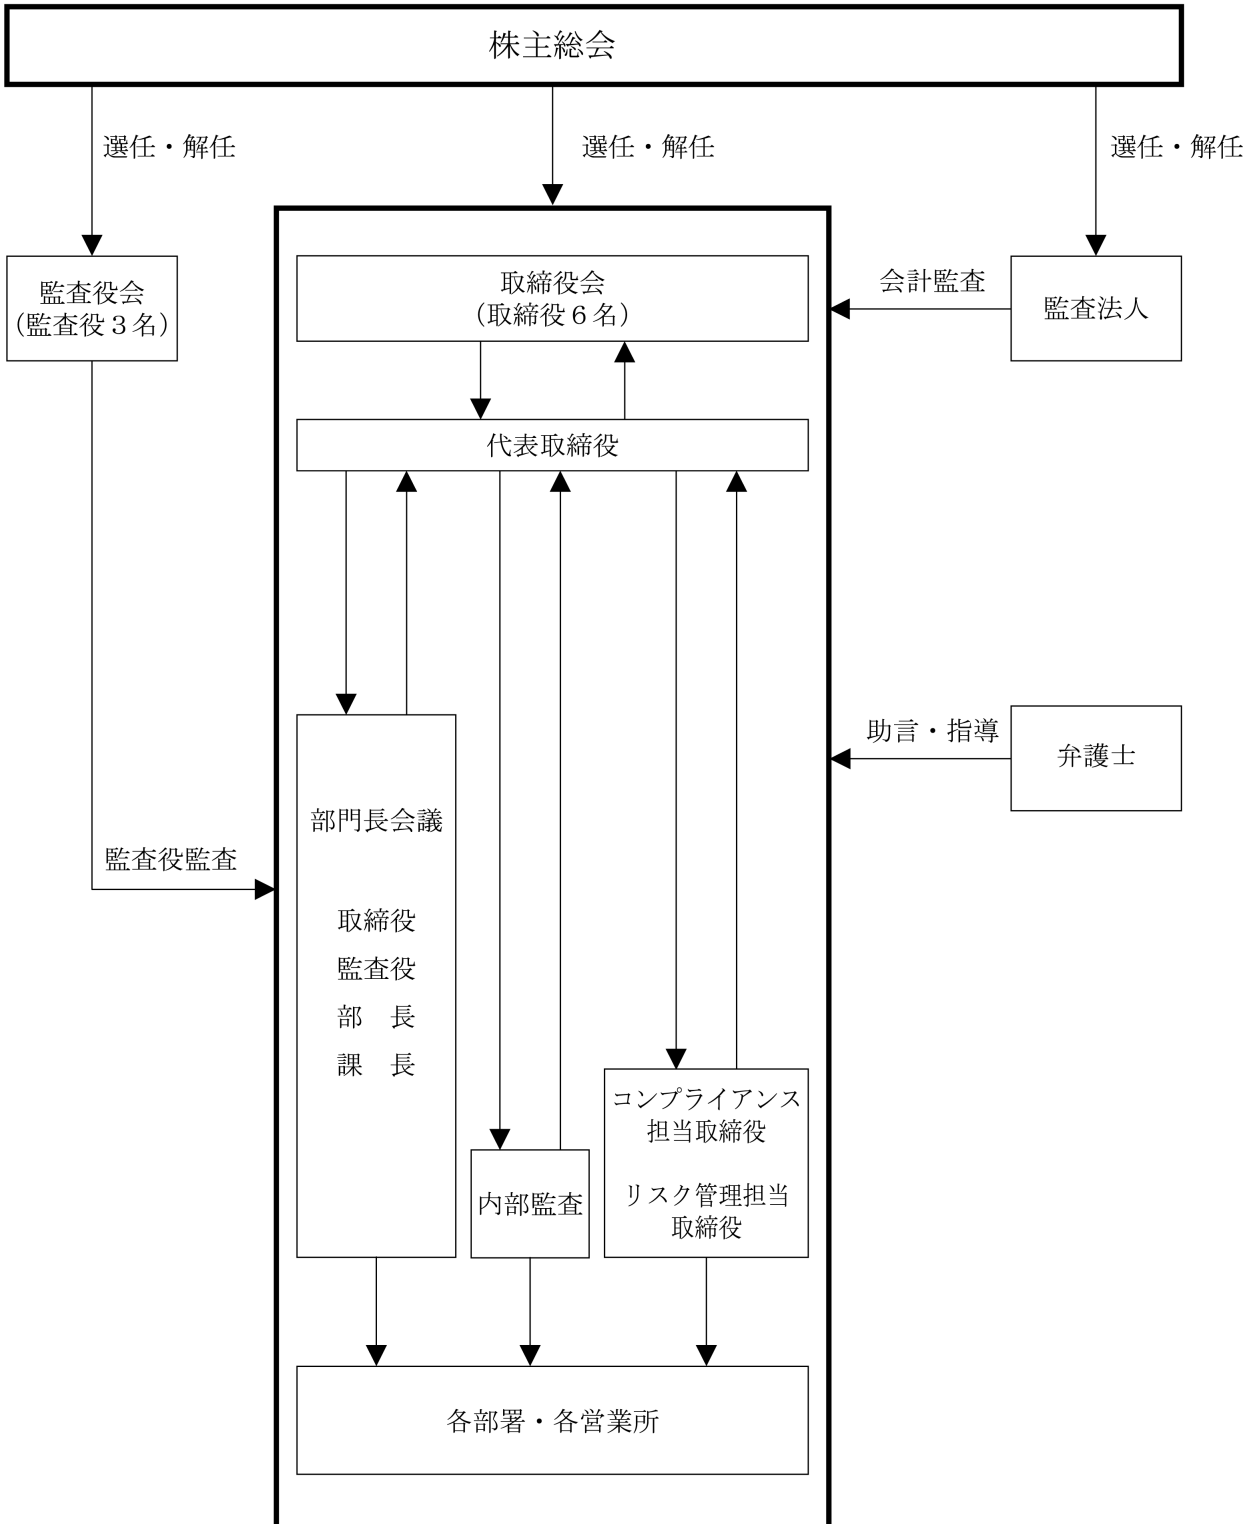 株主総会
選任・解任
選任・解任
選任・解任
監査役会
（監査役３名）
取締役会
（取締役６名）
会計監査
監査法人
代表取締役
助言・指導
弁護士
部門長会議
監査役監査
取締役
監査役
部　長
課　長
コンプライアンス
担当取締役
リスク管理担当
取締役
内部監査
各部署・各営業所